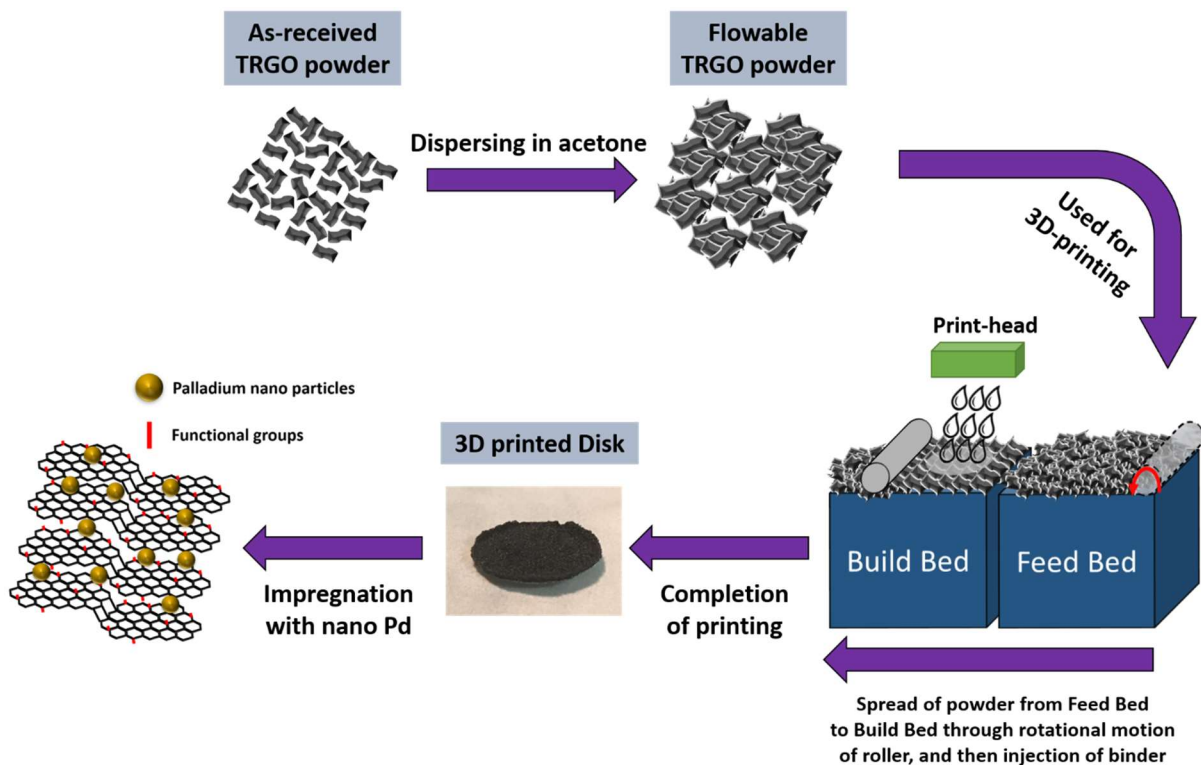 As-received
TRGO powder
Flowable
TRGO powder
Dispersing in acetone
Used for
3D-printing
Print-head
Palladium nano particles
Functional groups
3D printed Disk
Build Bed
Feed Bed
Impregnation
with nano Pd
Completion
of printing
Spread of powder from Feed Bed
to Build Bed through rotational motion
of roller, and then injection of binder